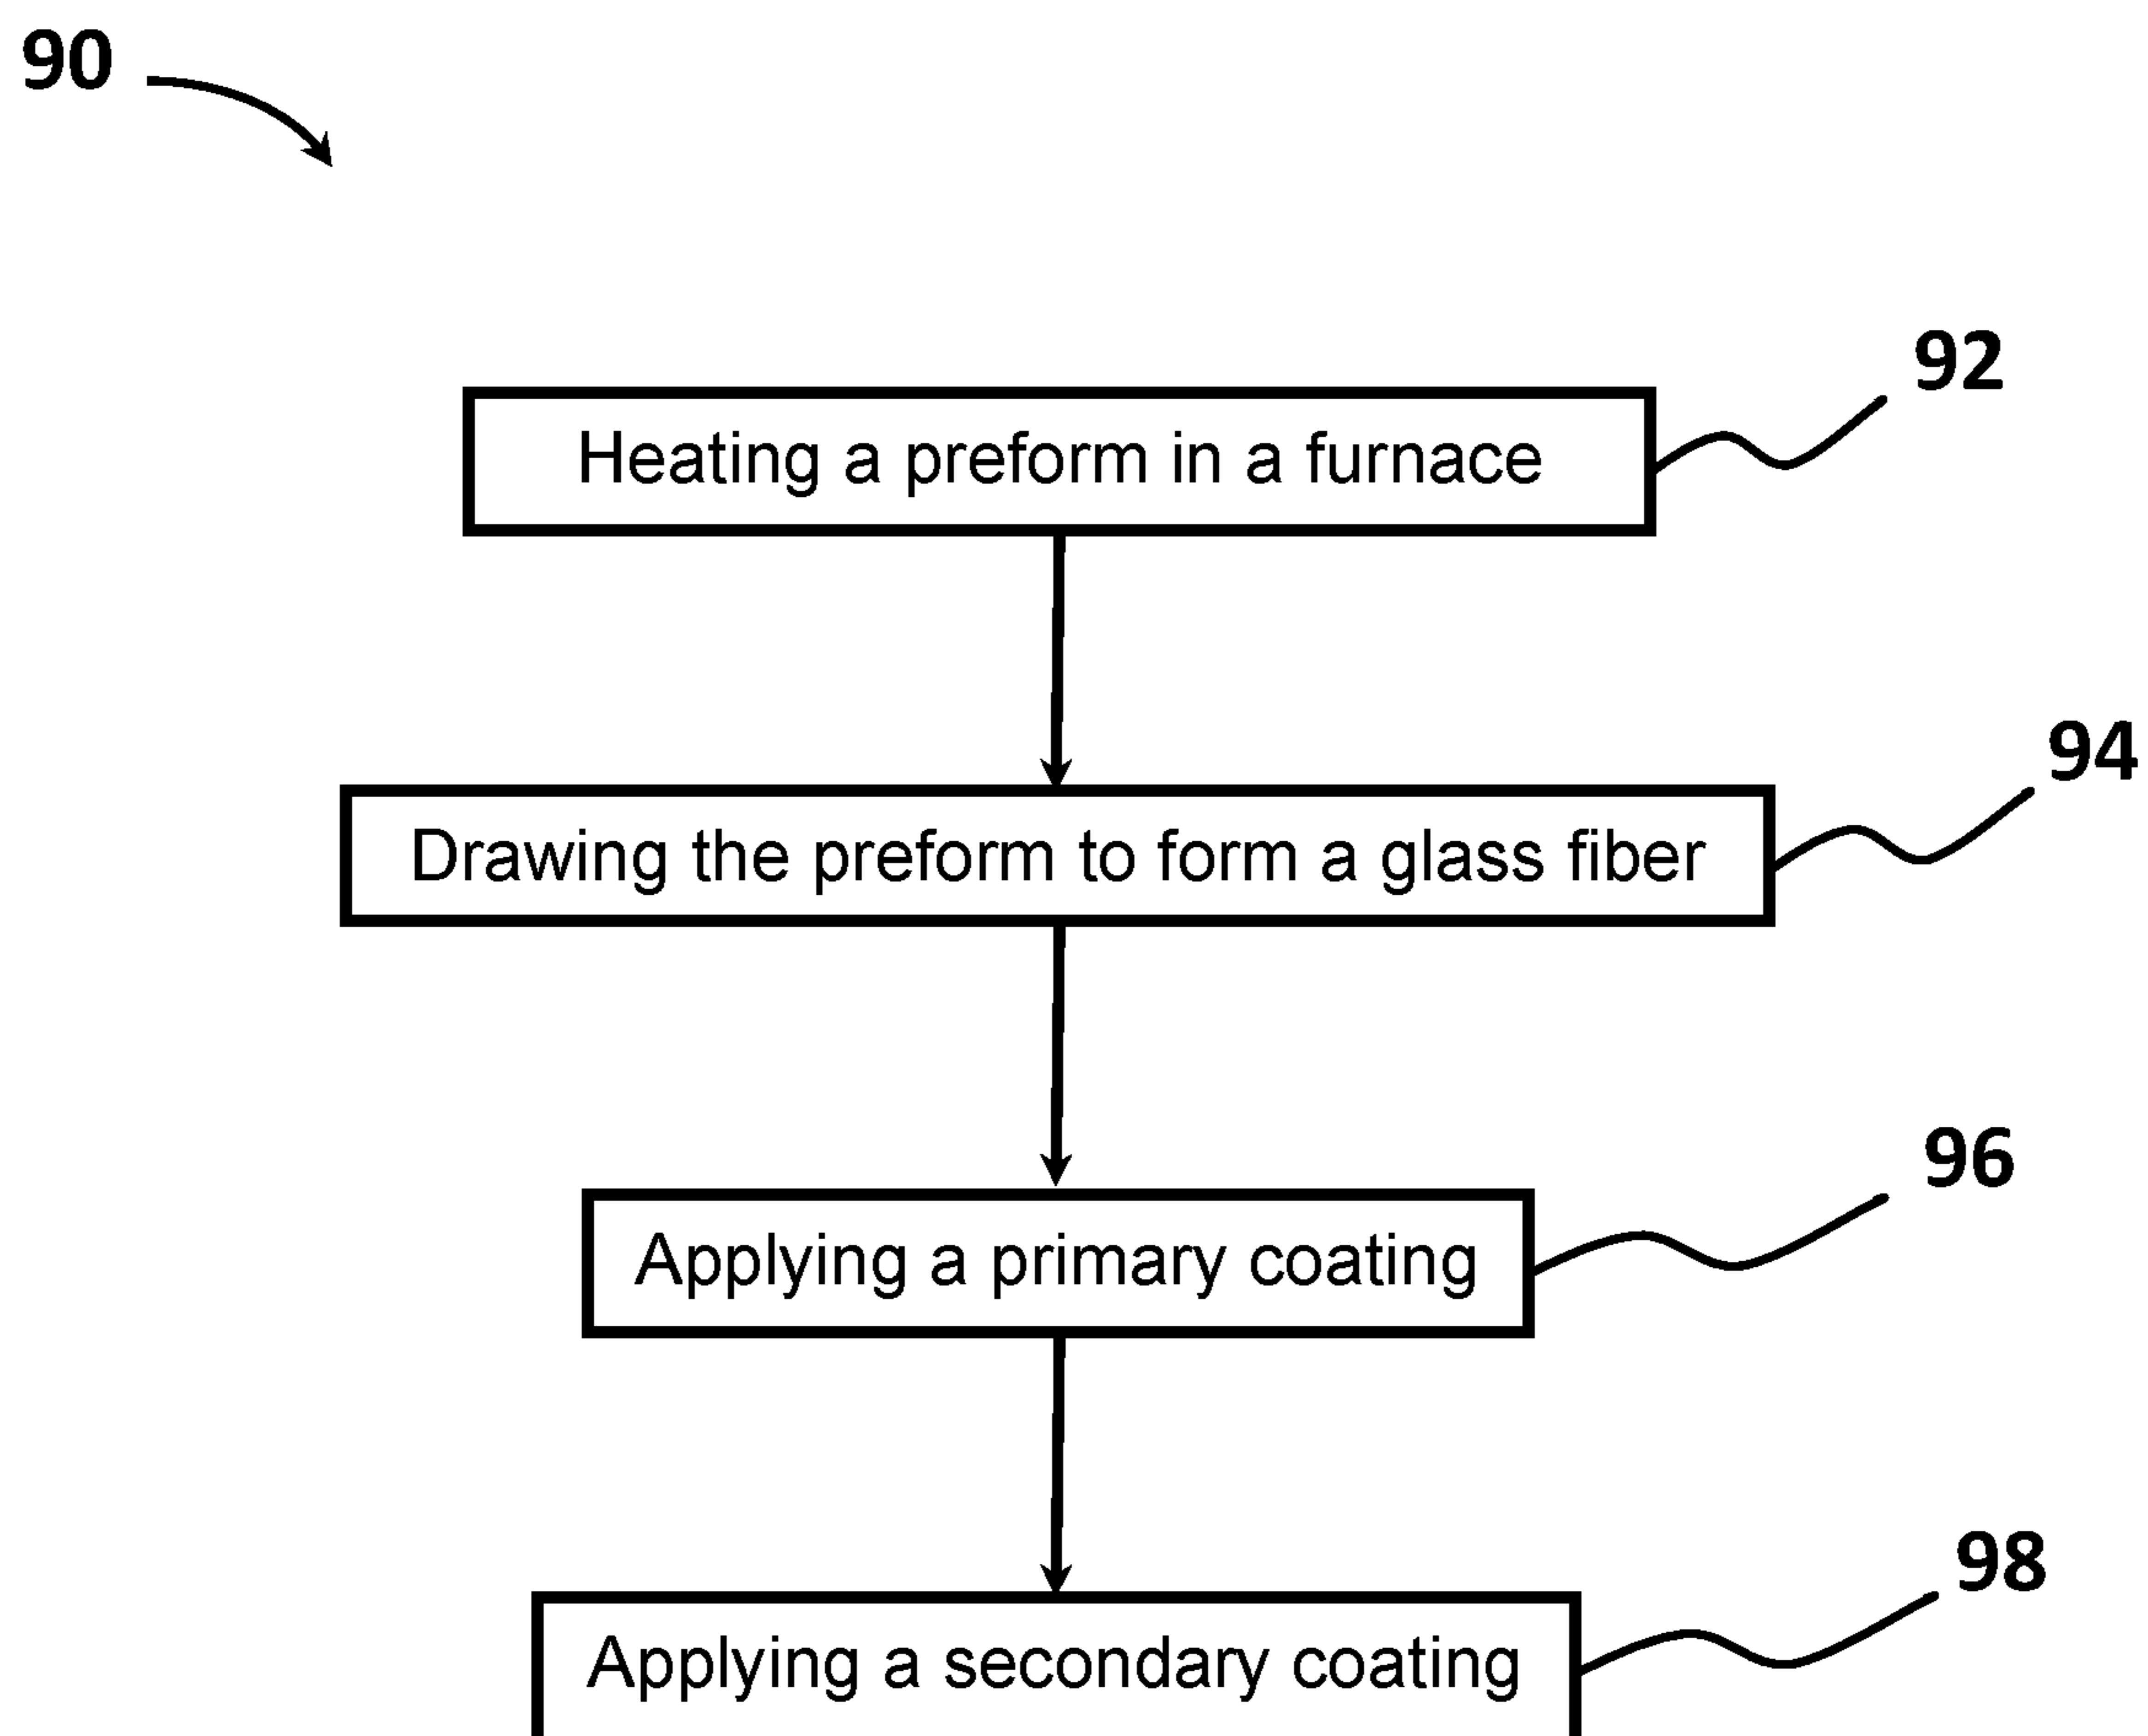 90
92
Heating a preform in a furnace
94
Drawing the preform to form a glass fiber
96
Applying a primary coating
98
Applying a secondary coating